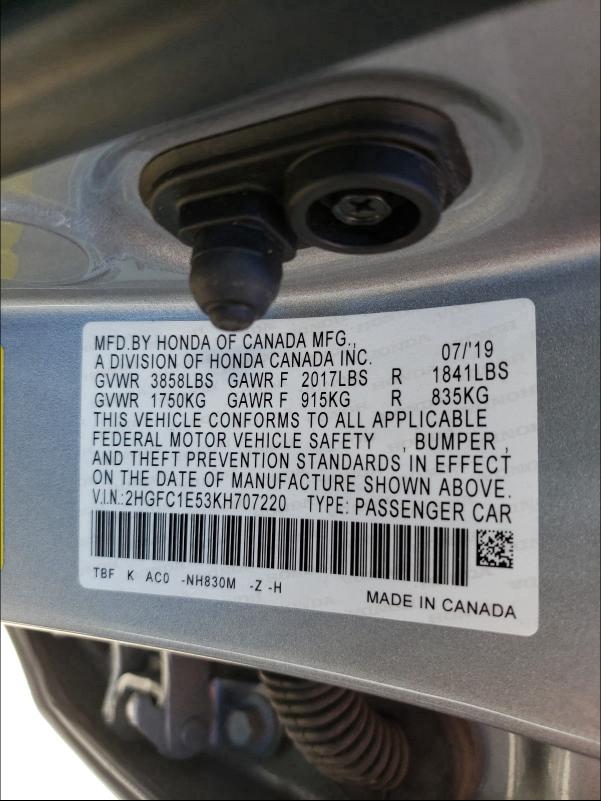 MFD.BY HONDA OF CANADA MFG.,
A DIVISION OF HONDA CANADA INC. 07/'19
GVWR 3858LBS GAWR F 2017LBS R 1841LBS
GVWR 1750KG GAWR F 915KG R 835KG
THIS VEHICLE CONFORMS TO ALL APPLICABLE
FEDERAL MOTOR VEHICLE SAFETY , BUMPER ,
AND THEFT PREVENTION STANDARDS IN EFFECT
ON THE DATE OF MANUFACTURE SHOWN ABOVE.
V.I.N.:2HGFC1E53KH707220 TYPE: PASSENGER CAR
TBF K AC0 -NH830M -Z -H
MADE IN CANADA